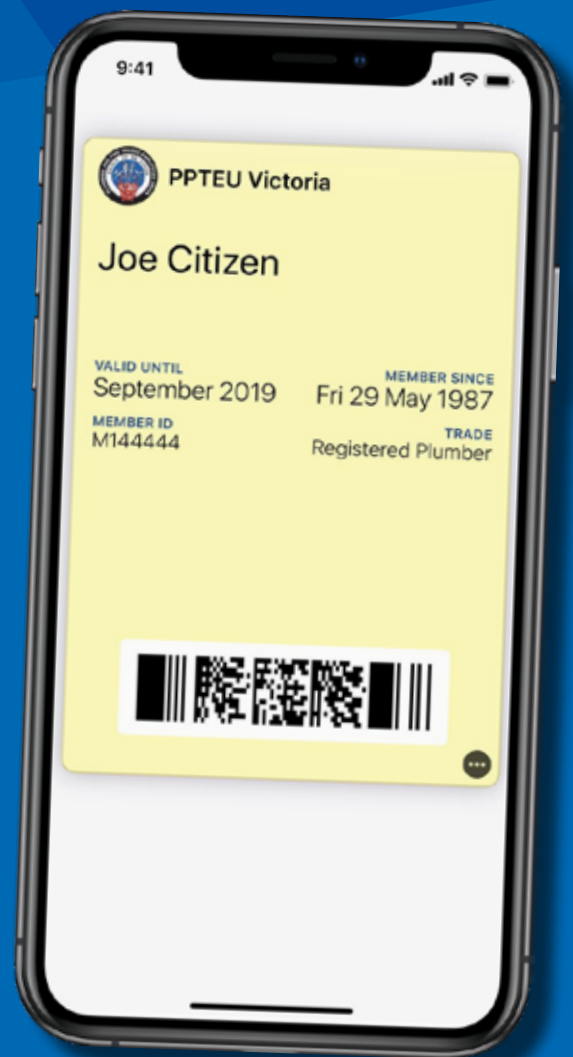 9:41
PPTEU Victoria
Joe Citizen
VALID UNTIL
September 2019
MEMBER SINCE
Fri 29 May 1987
MEMBER ID
M144444
TRADE
Registered Plumber